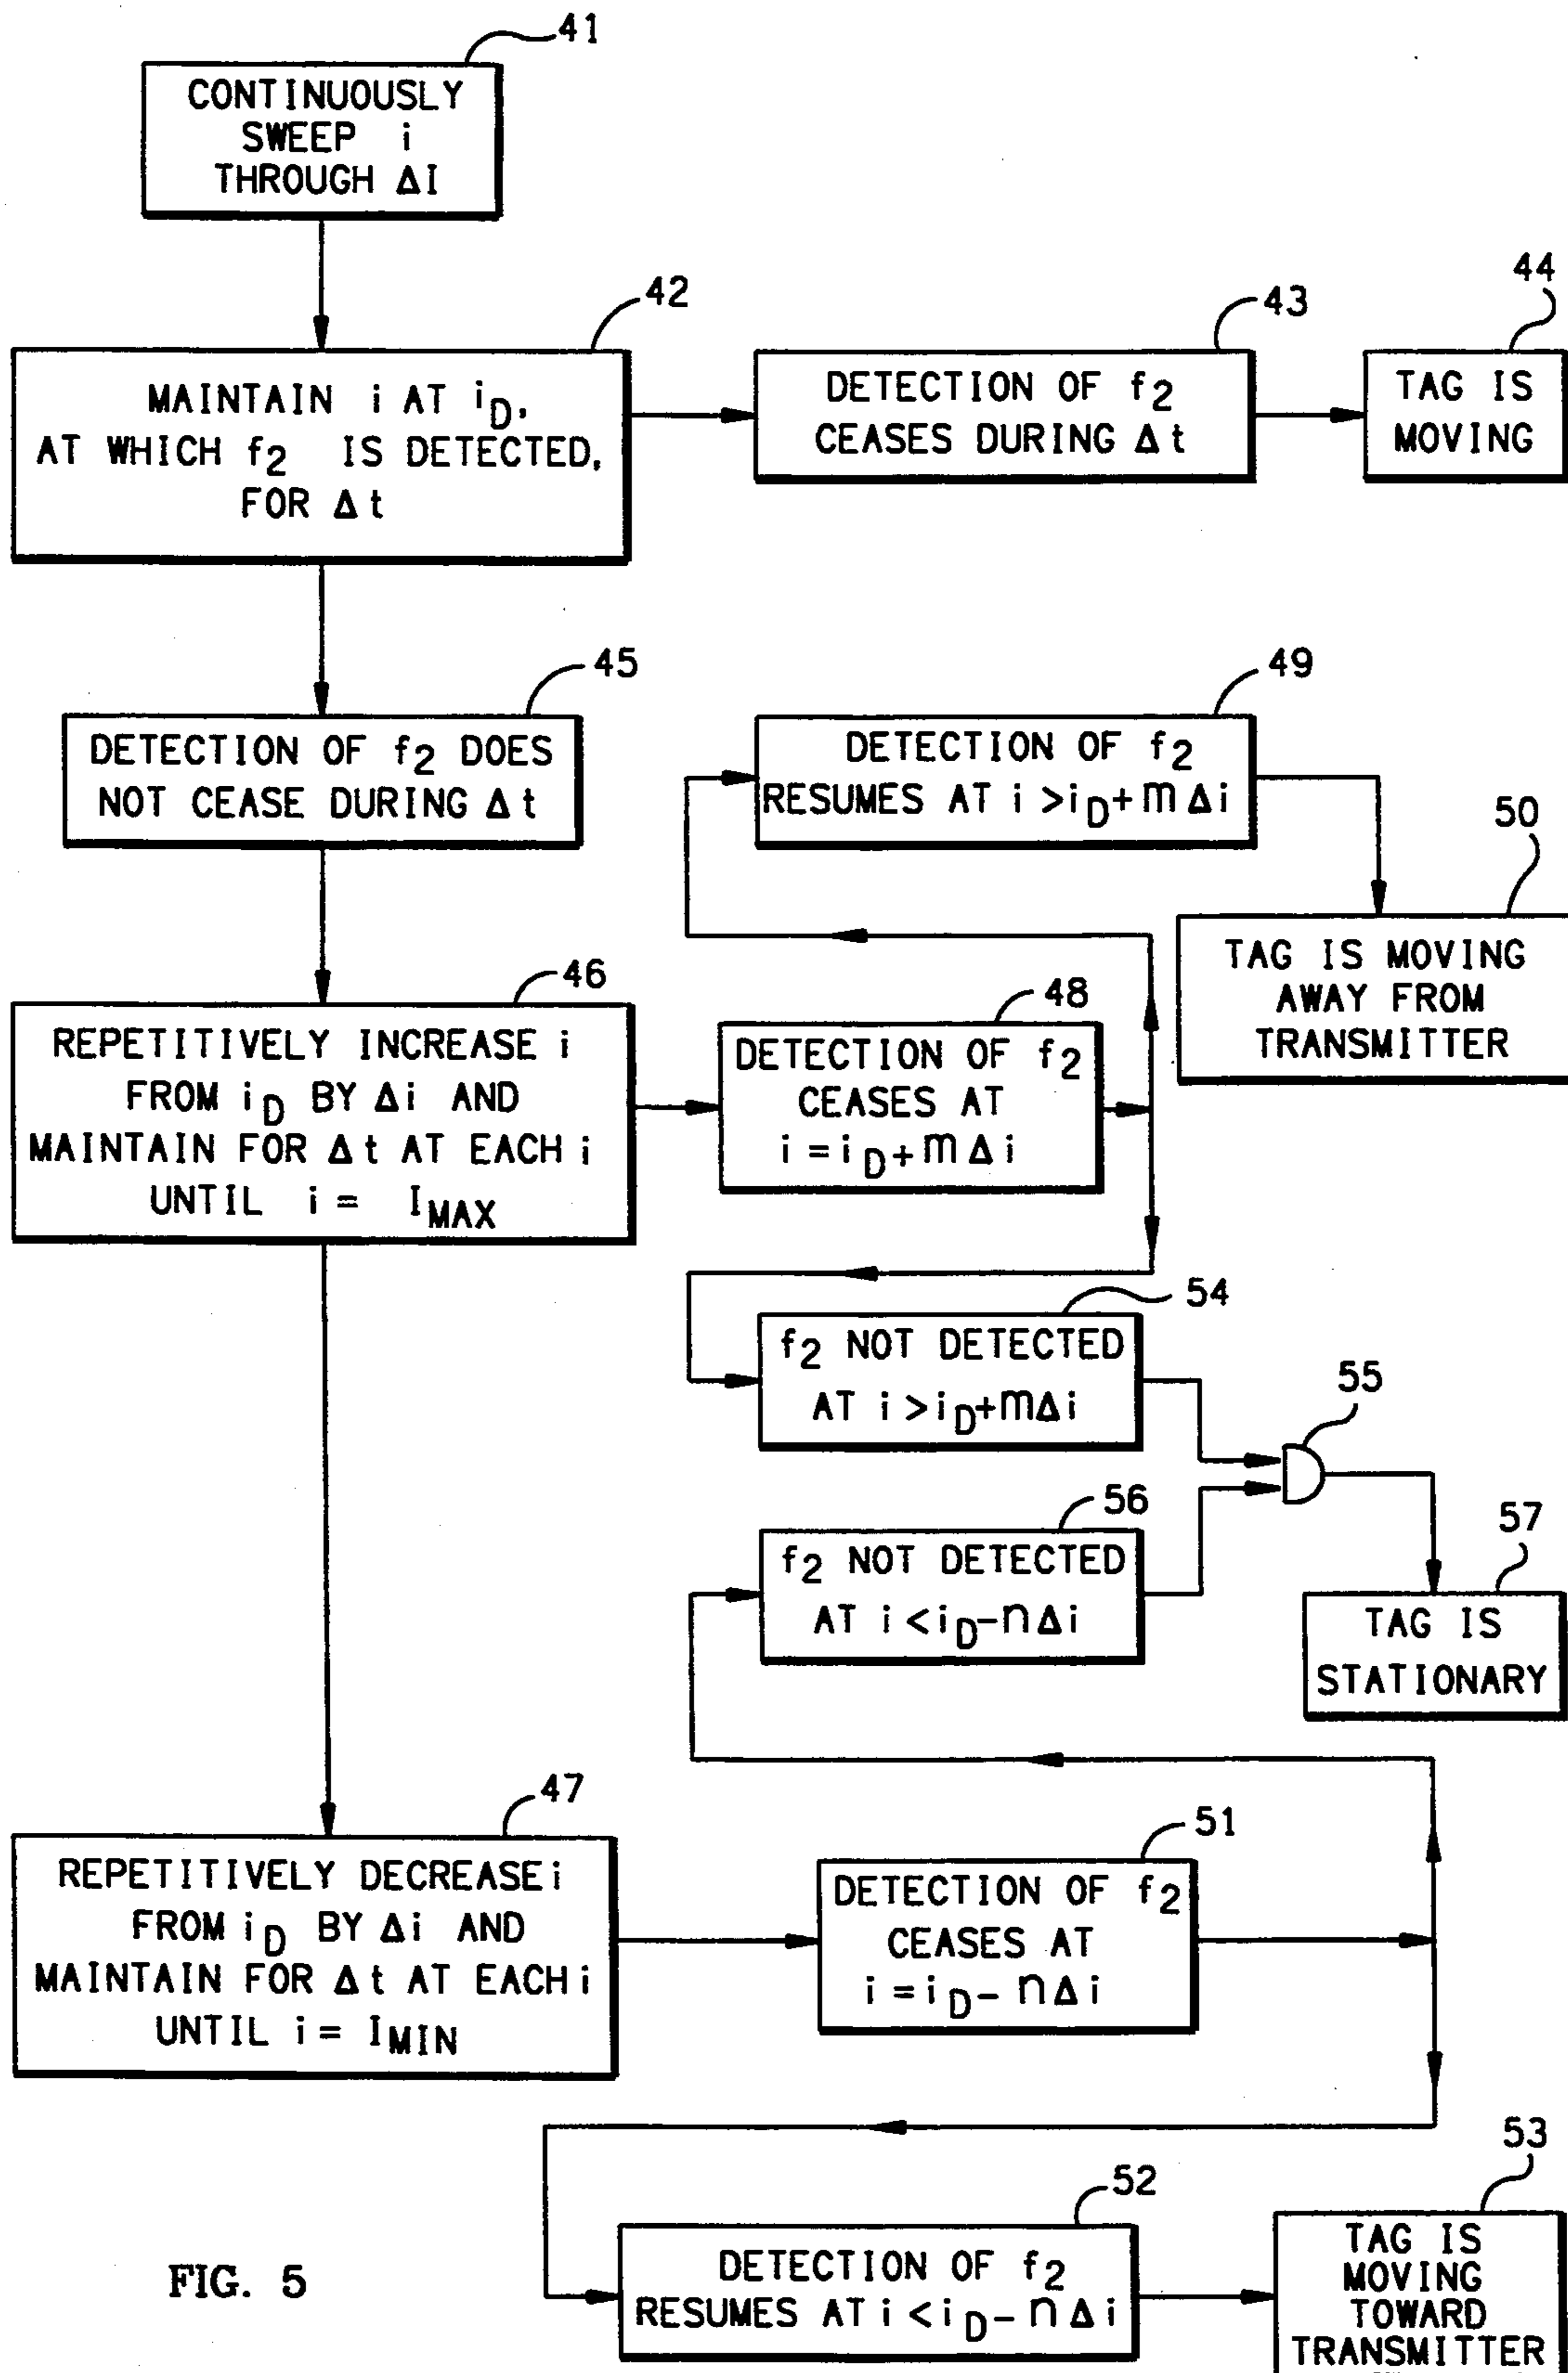 41
CONTINUOUSLY
SWEEP i
THROUGH ΔI
42
MAINTAIN i AT iD,
AT WHICH f2 IS DETECTED,
FOR Δt
43
DETECTION OF f2
CEASES DURING Δt
44
TAG IS
MOVING
45
DETECTION OF f2 DOES
NOT CEASE DURING Δt
49
DETECTION OF f2
RESUMES AT i >iD+mΔi
50
TAG IS MOVING
AWAY FROM
TRANSMITTER
46
REPETITIVELY INCREASE i
FROM iD BY Δi AND
MAINTAIN FOR Δt AT EACH i
UNTIL i = IMAX
48
DETECTION OF f2
CEASES AT
i = iD+mΔi
54
f2 NOT DETECTED
AT i >iD+mΔi
55
56
f2 NOT DETECTED
AT i <iD-nΔi
57
TAG IS
STATIONARY
47
REPETITIVELY DECREASE i
FROM iD BY Δi AND
MAINTAIN FOR Δt AT EACH i
UNTIL i = IMIN
51
DETECTION OF f2
CEASES AT
i = iD- nΔi
52
DETECTION OF f2
RESUMES AT i <iD- nΔi
53
TAG IS
MOVING
TOWARD
TRANSMITTER
FIG. 5